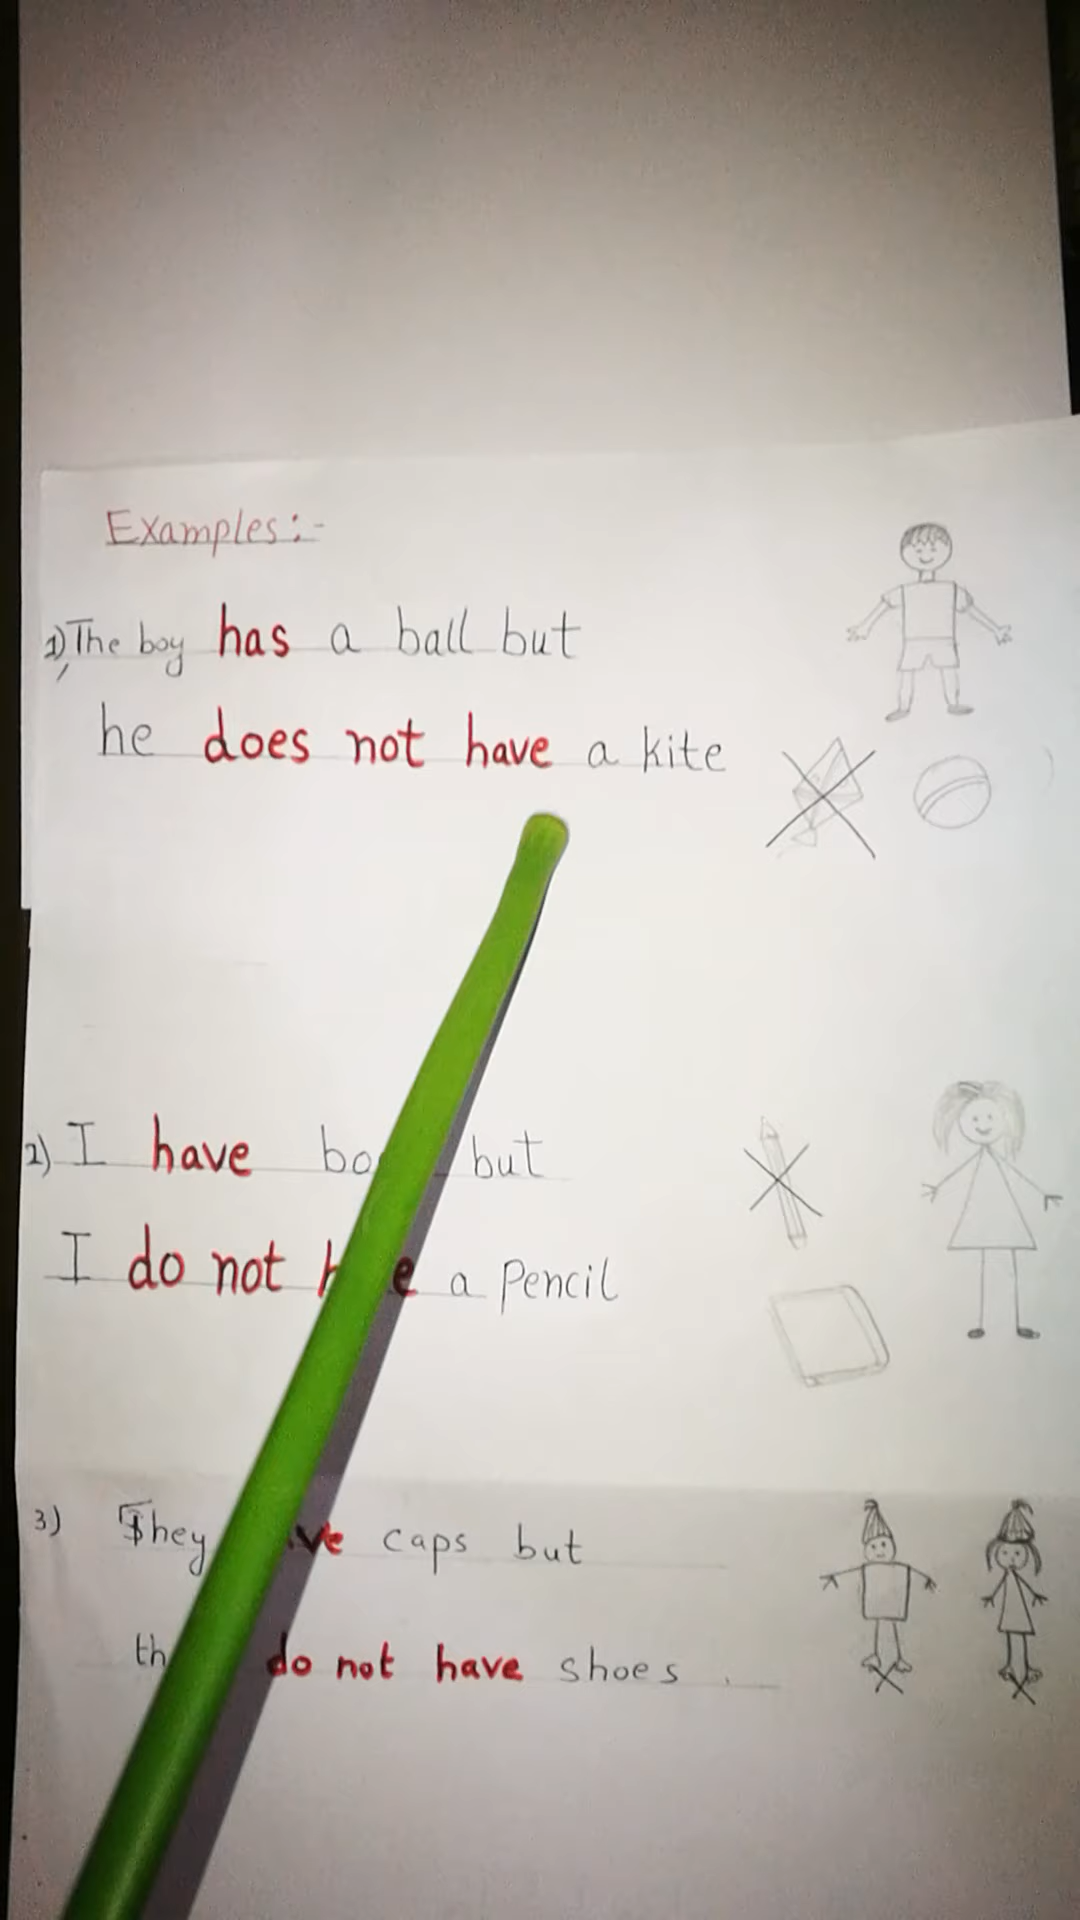 Examples:-
1) The boy has a ball but
he does not have a kite
2) I have but
I do not a pencil
3) They caps but
do not have shoes .